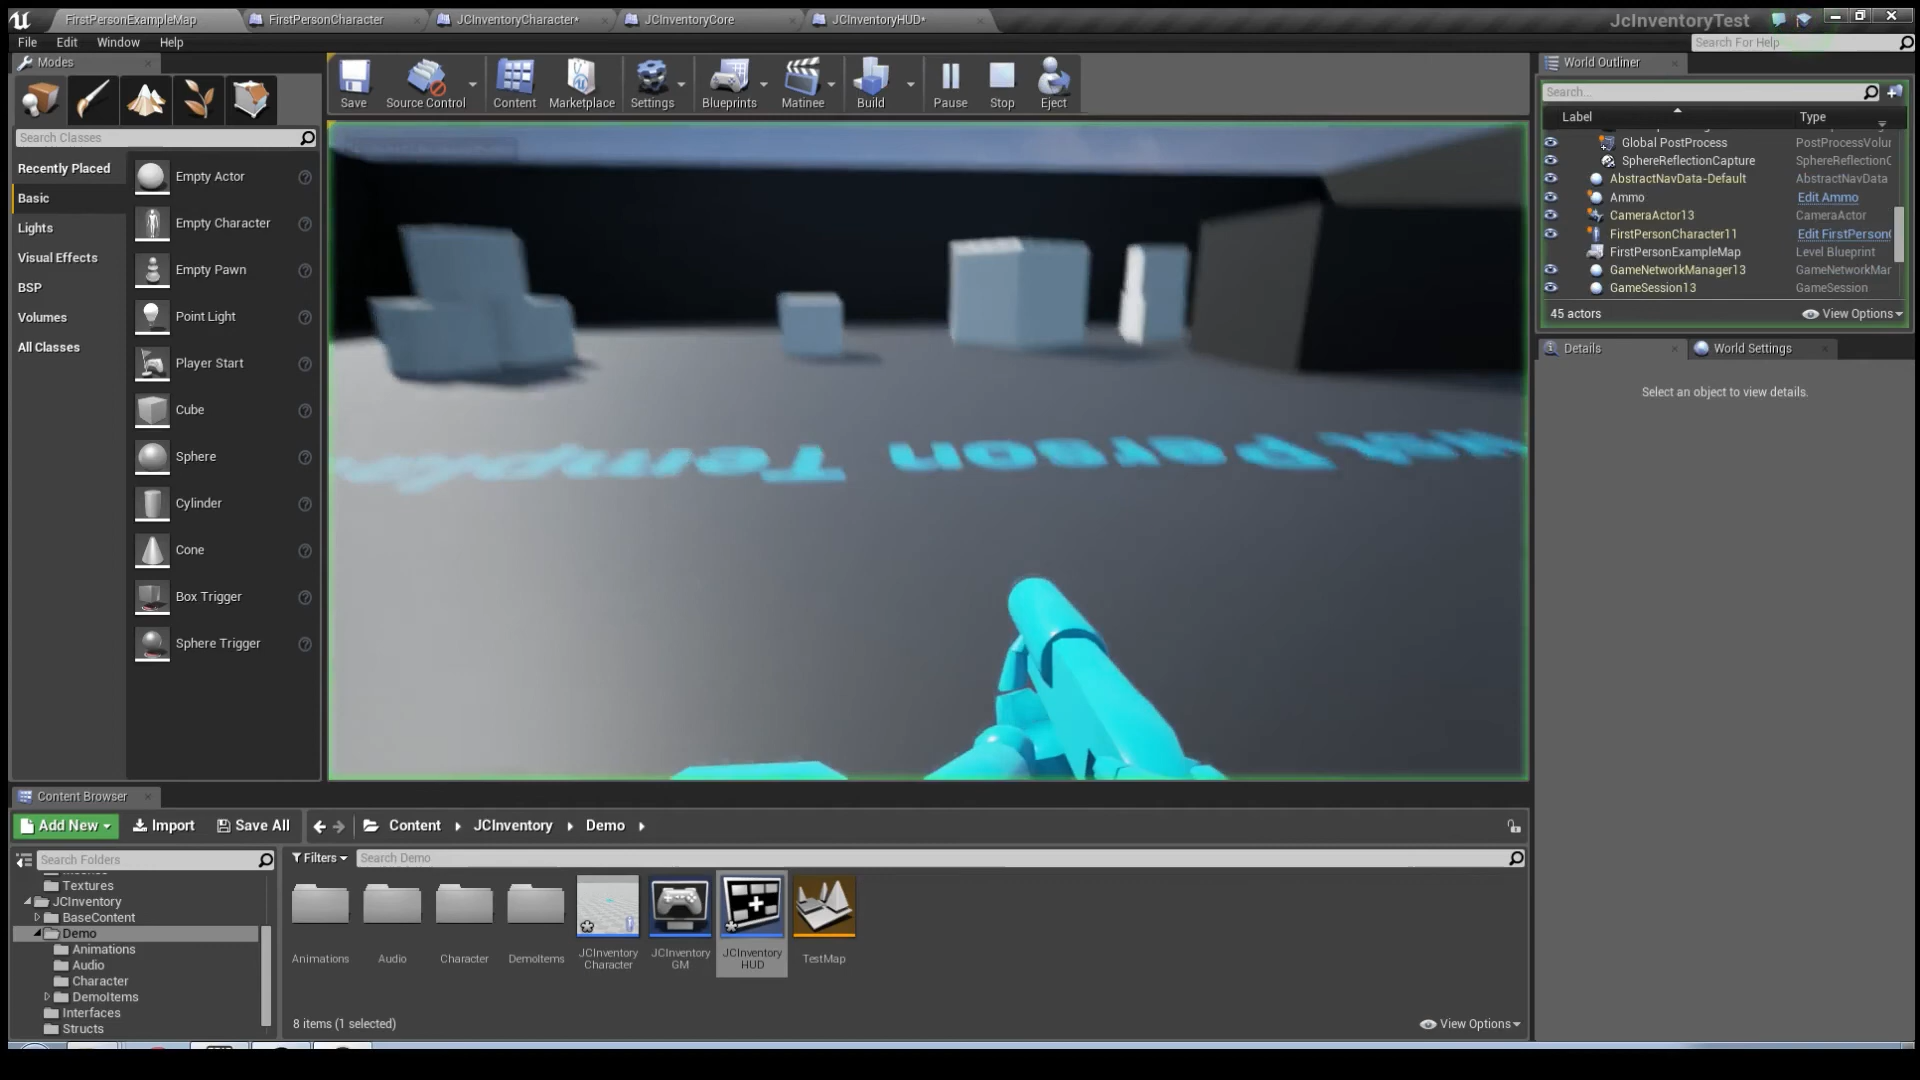 FirstPersonExampleMap
FirstPersonCharacter
JCInventoryCharacter*
JCInventoryCore
JCInventoryHUD*
JcInventoryTest
File Edit Window Help
Search For Help
Modes
Save
Source Control
Content
Marketplace
Settings
Blueprints
Matinee
Build
Pause
Stop
Eject
Search Classes
Recently Placed
Basic
Lights
Visual Effects
BSP
Volumes
All Classes
Empty Actor
Empty Character
Empty Pawn
Point Light
Player Start
Cube
Sphere
Cylinder
Cone
Box Trigger
Sphere Trigger
Person Template
World Outliner
Search...
Label Type
Global PostProcess PostProcessVolu
SphereReflectionCapture SphereReflectionC
AbstractNavData-Default AbstractNavData
Ammo Edit Ammo
CameraActor13 CameraActor
FirstPersonCharacter11 Edit FirstPerson
FirstPersonExampleMap Level Blueprint
GameNetworkManager13 GameNetworkMar
GameSession13 GameSession
45 actors View Options
Details World Settings
Select an object to view details.
Content Browser
Add New Import Save All Content JCInventory Demo
Search Folders
Filters Search Demo
Textures
JCInventory
BaseContent
Demo
Animations
Audio
Character
DemoItems
Interfaces
Structs
Animations
Audio
Character
DemoItems
JCInventory
Character
JCInventory
GM
JCInventory
HUD
TestMap
8 items (1 selected) View Options